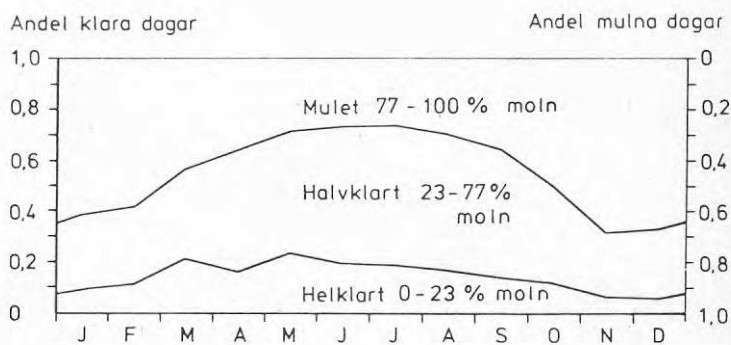 Andel klara dagar
Andel mulna dagar
1,0
0
Mulet 77-100 % moln
0,8
0,2
0,6
0,4
Halvklart 23-77%
moln
0,4
0,6
0,2
0,8
Helklart 0-23 % moln
0
1,0
J F M A M J J A S O N D